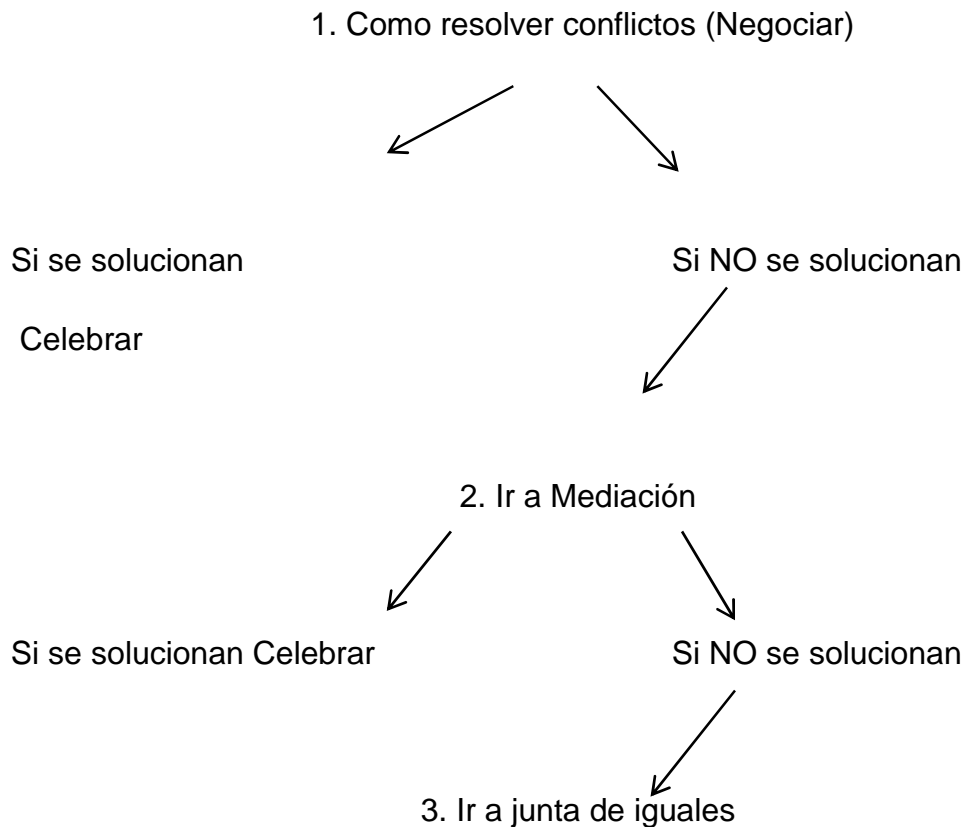 1. Como resolver conflictos (Negociar)
Si se solucionan
Si NO se solucionan
Celebrar
2. Ir a Mediación
Si se solucionan Celebrar
Si NO se solucionan
3. Ir a junta de iguales